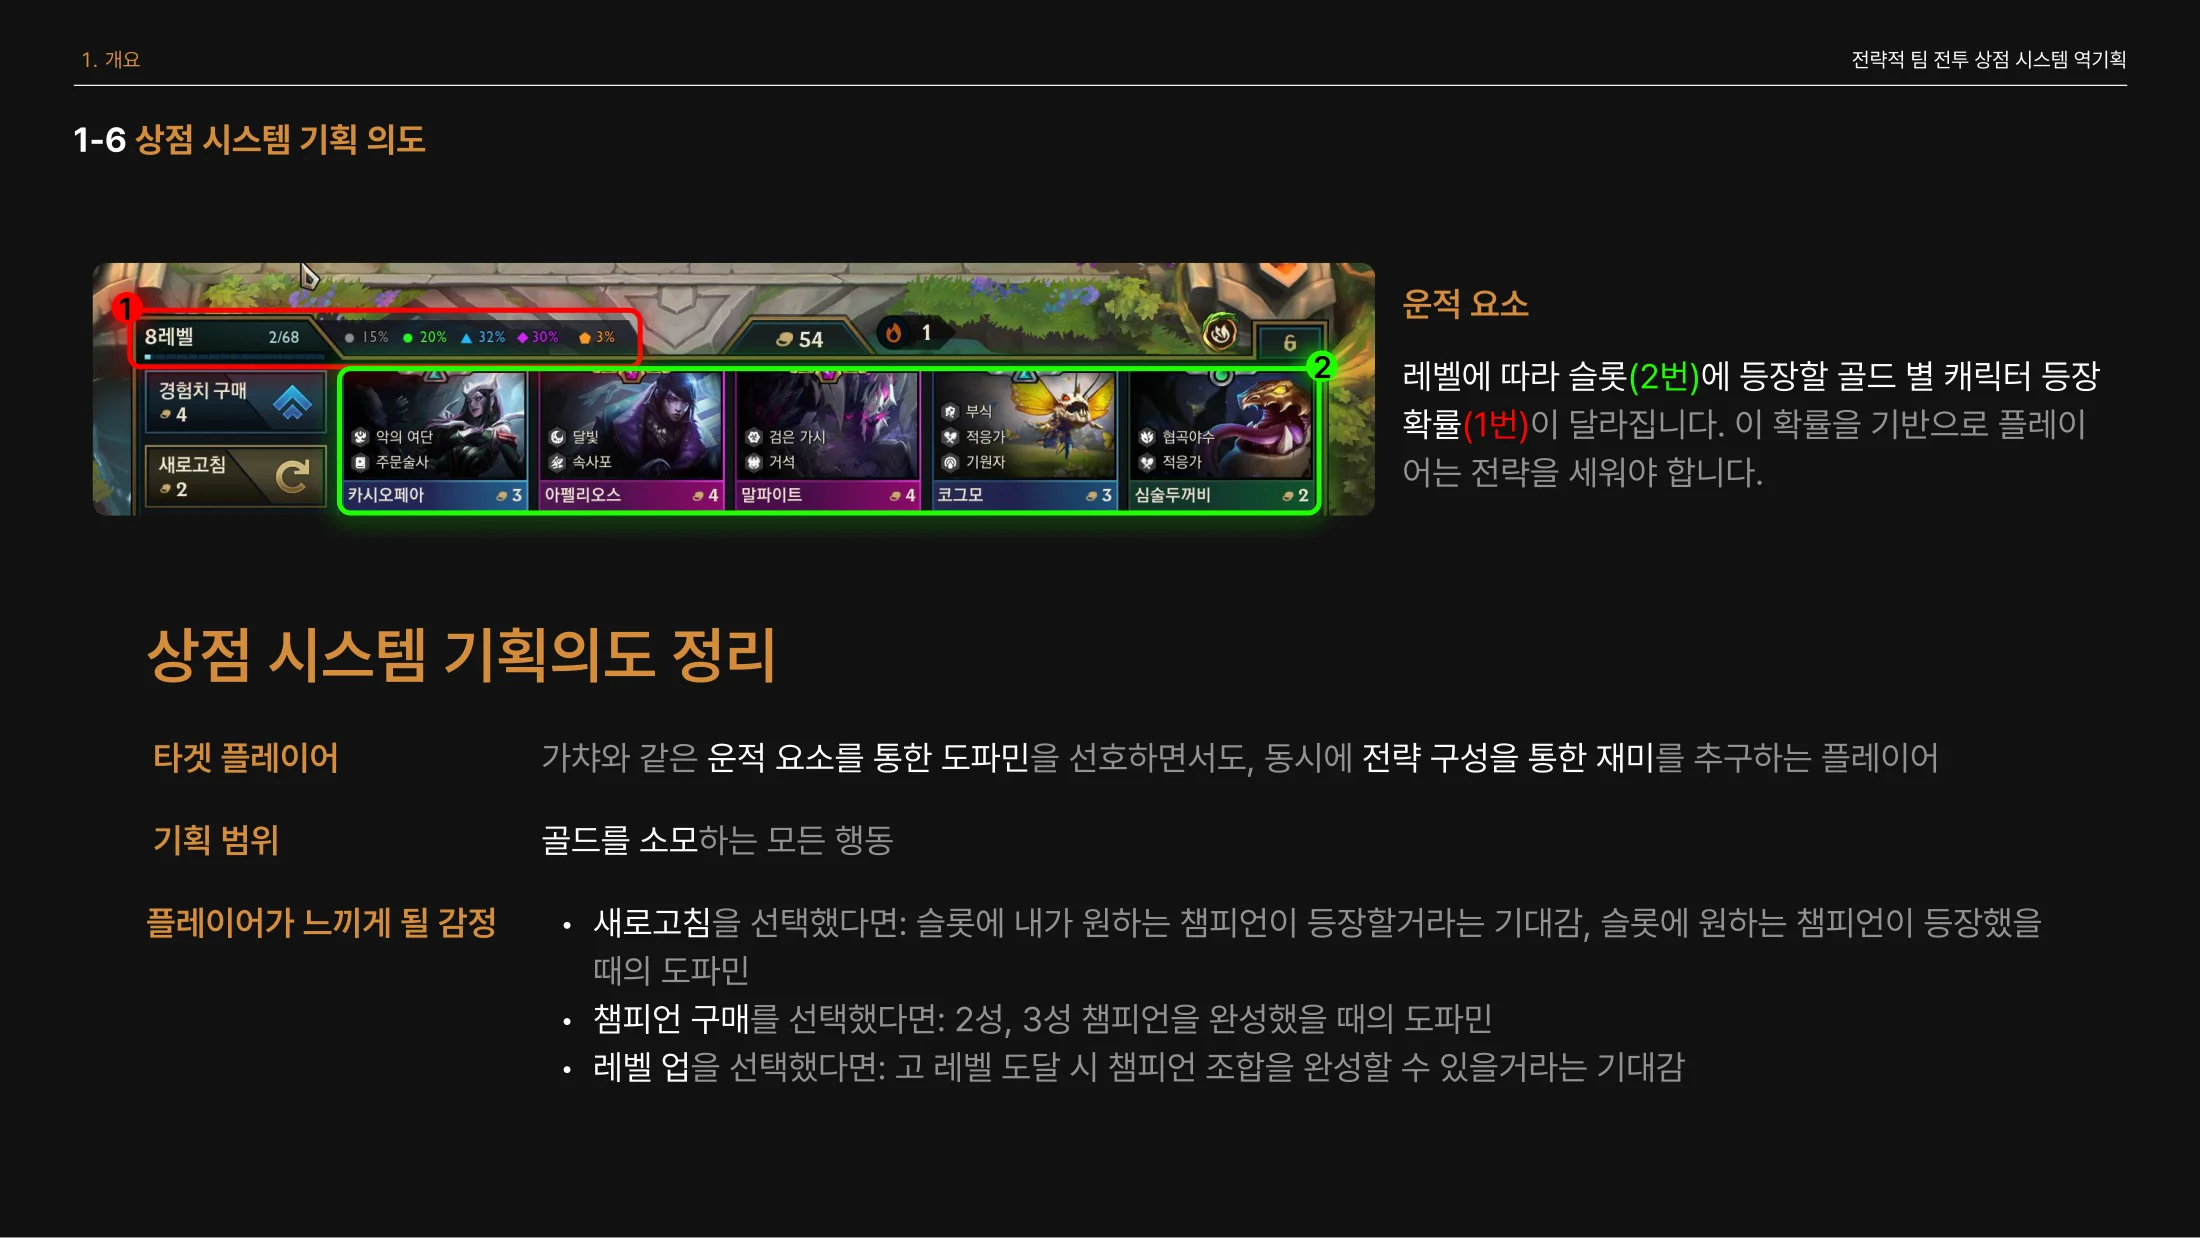 1. 개요
전략적 팀 전투 상점 시스템 역기획
1-6 상점 시스템 기획 의도
1
8레벨 2/68 15% 20% 32% 30% 3%
54
1
6
2
경험치 구매
4
새로고침
2
악의 여단
주문술사
카시오페아 3
달빛
속사포
아펠리오스 4
검은 가시
거석
말파이트 4
부식
적응가
기원자
코그모 3
협곡야수
적응가
심술두꺼비 2
운적 요소
레벨에 따라 슬롯(2번)에 등장할 골드 별 캐릭터 등장
확률(1번)이 달라집니다. 이 확률을 기반으로 플레이
어는 전략을 세워야 합니다.
상점 시스템 기획의도 정리
타겟 플레이어
가챠와 같은 운적 요소를 통한 도파민을 선호하면서도, 동시에 전략 구성을 통한 재미를 추구하는 플레이어
기획 범위
골드를 소모하는 모든 행동
플레이어가 느끼게 될 감정
• 새로고침을 선택했다면: 슬롯에 내가 원하는 챔피언이 등장할거라는 기대감, 슬롯에 원하는 챔피언이 등장했을
때의 도파민
• 챔피언 구매를 선택했다면: 2성, 3성 챔피언을 완성했을 때의 도파민
• 레벨 업을 선택했다면: 고 레벨 도달 시 챔피언 조합을 완성할 수 있을거라는 기대감